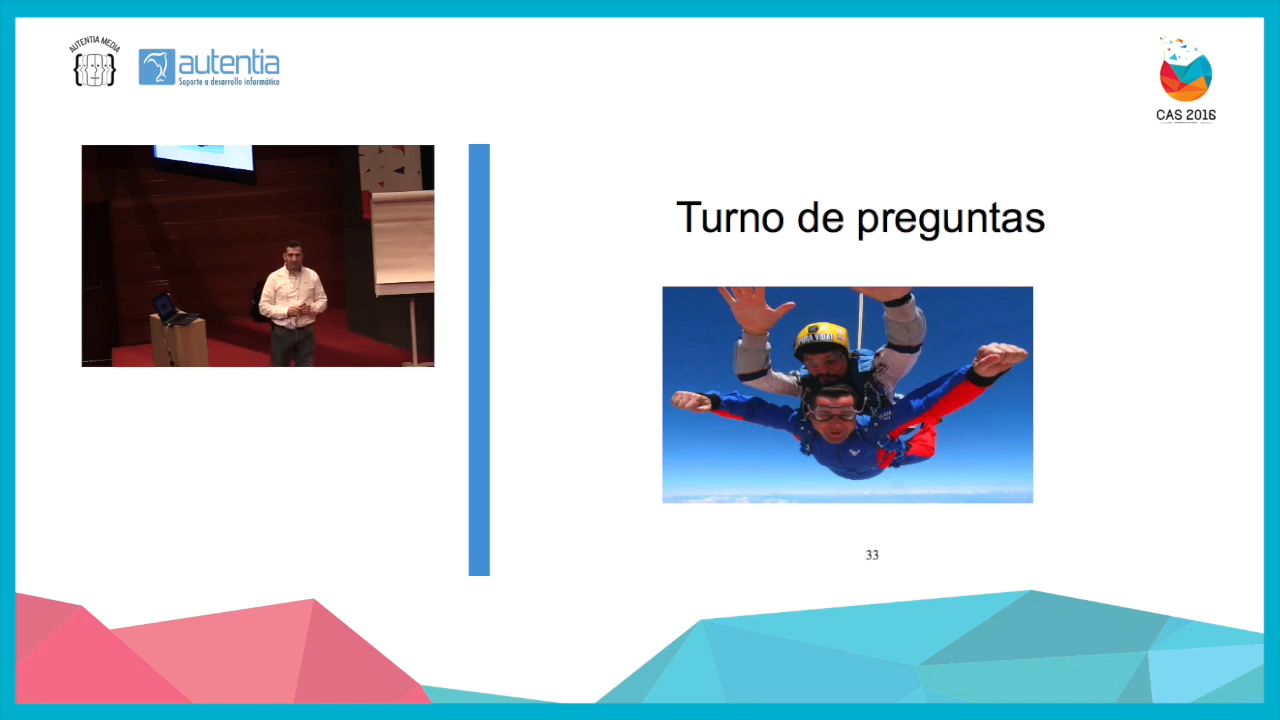 AUTENTIA MEDIA
autentia
Soporte a desarrollo informático
CAS 2016
Turno de preguntas
33